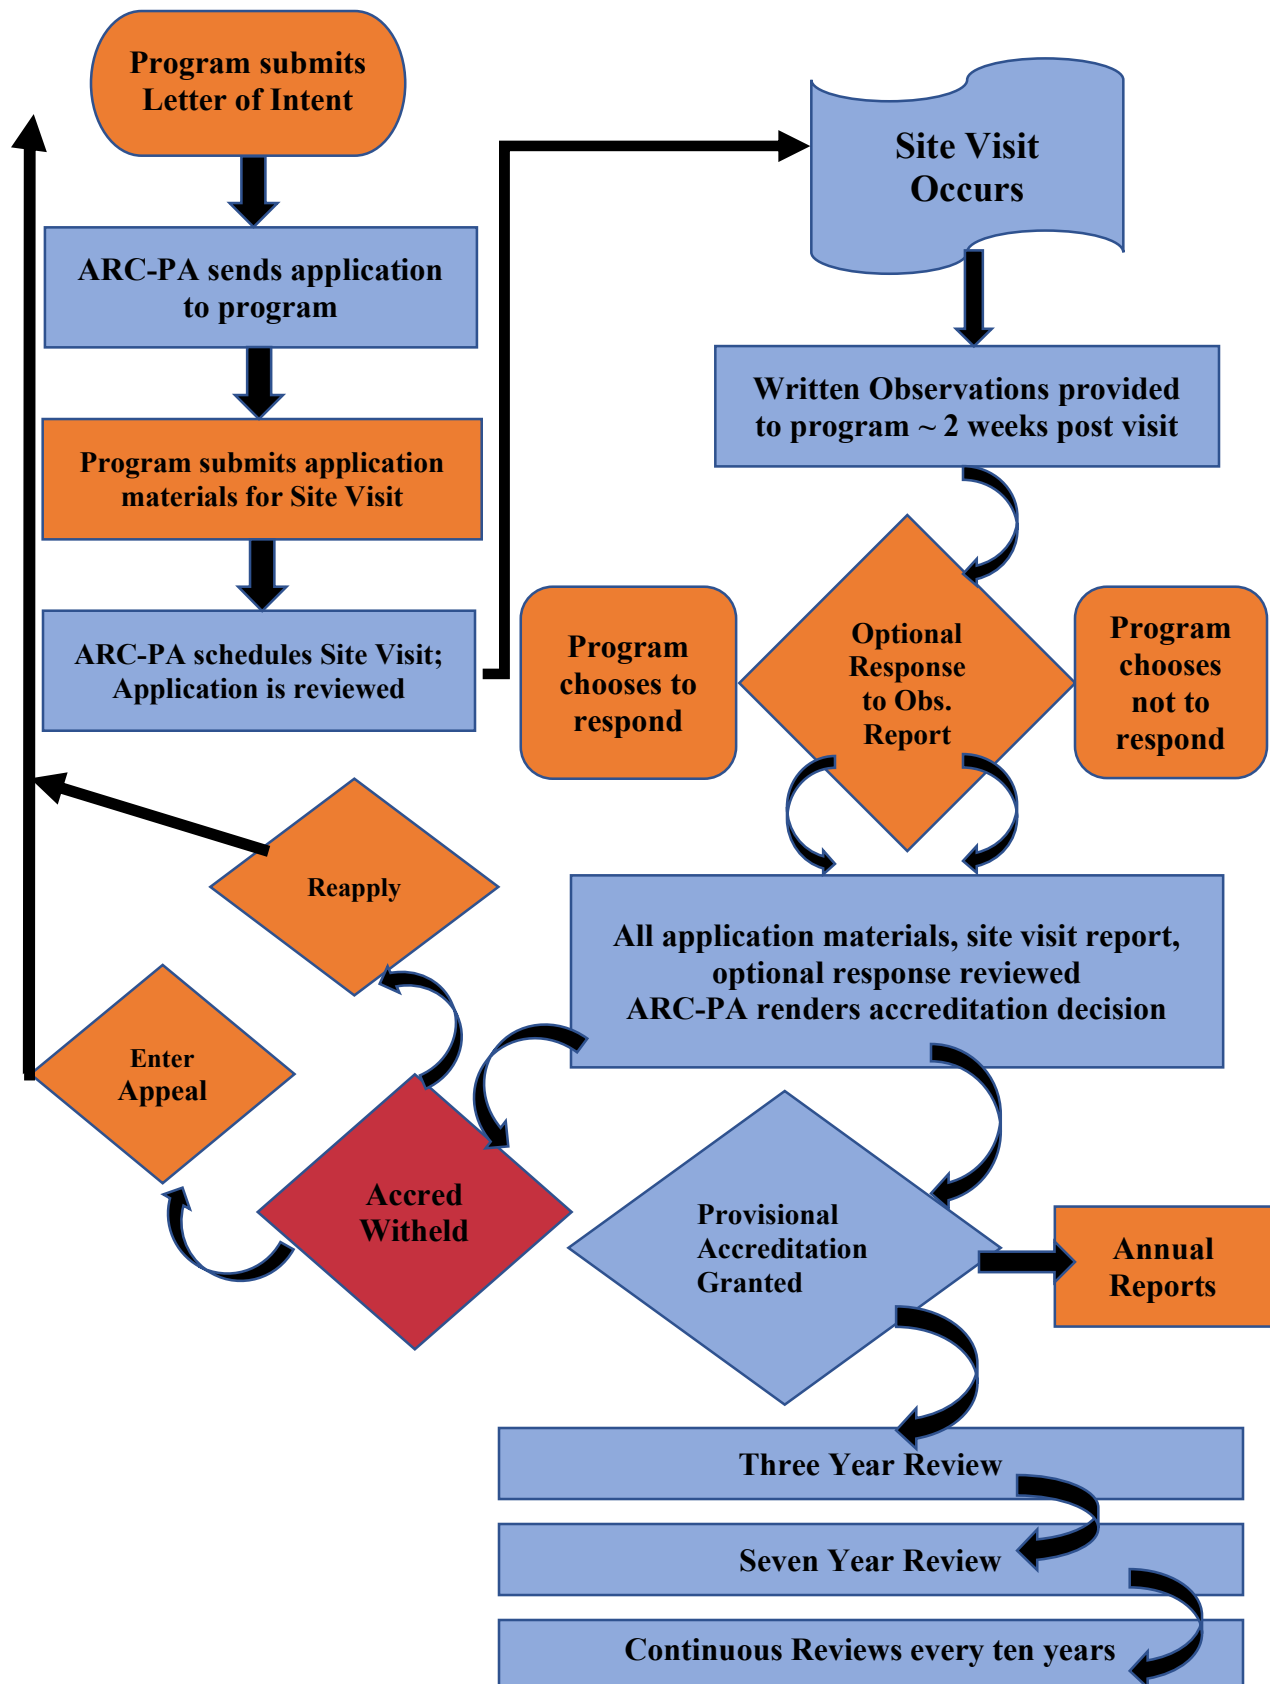 Program submits
Letter of Intent
ARC-PA sends application
to program
Program submits application
materials for Site Visit
ARC-PA schedules Site Visit;
Application is reviewed
Site Visit
Occurs
Written Observations provided
to program ~ 2 weeks post visit
Program
chooses to
respond
Optional
Response
to Obs.
Report
Program
chooses
not to
respond
All application materials, site visit report,
optional response reviewed
ARC-PA renders accreditation decision
Reapply
Enter
Appeal
Accred
Witheld
Provisional
Accreditation
Granted
Annual
Reports
Three Year Review
Seven Year Review
Continuous Reviews every ten years